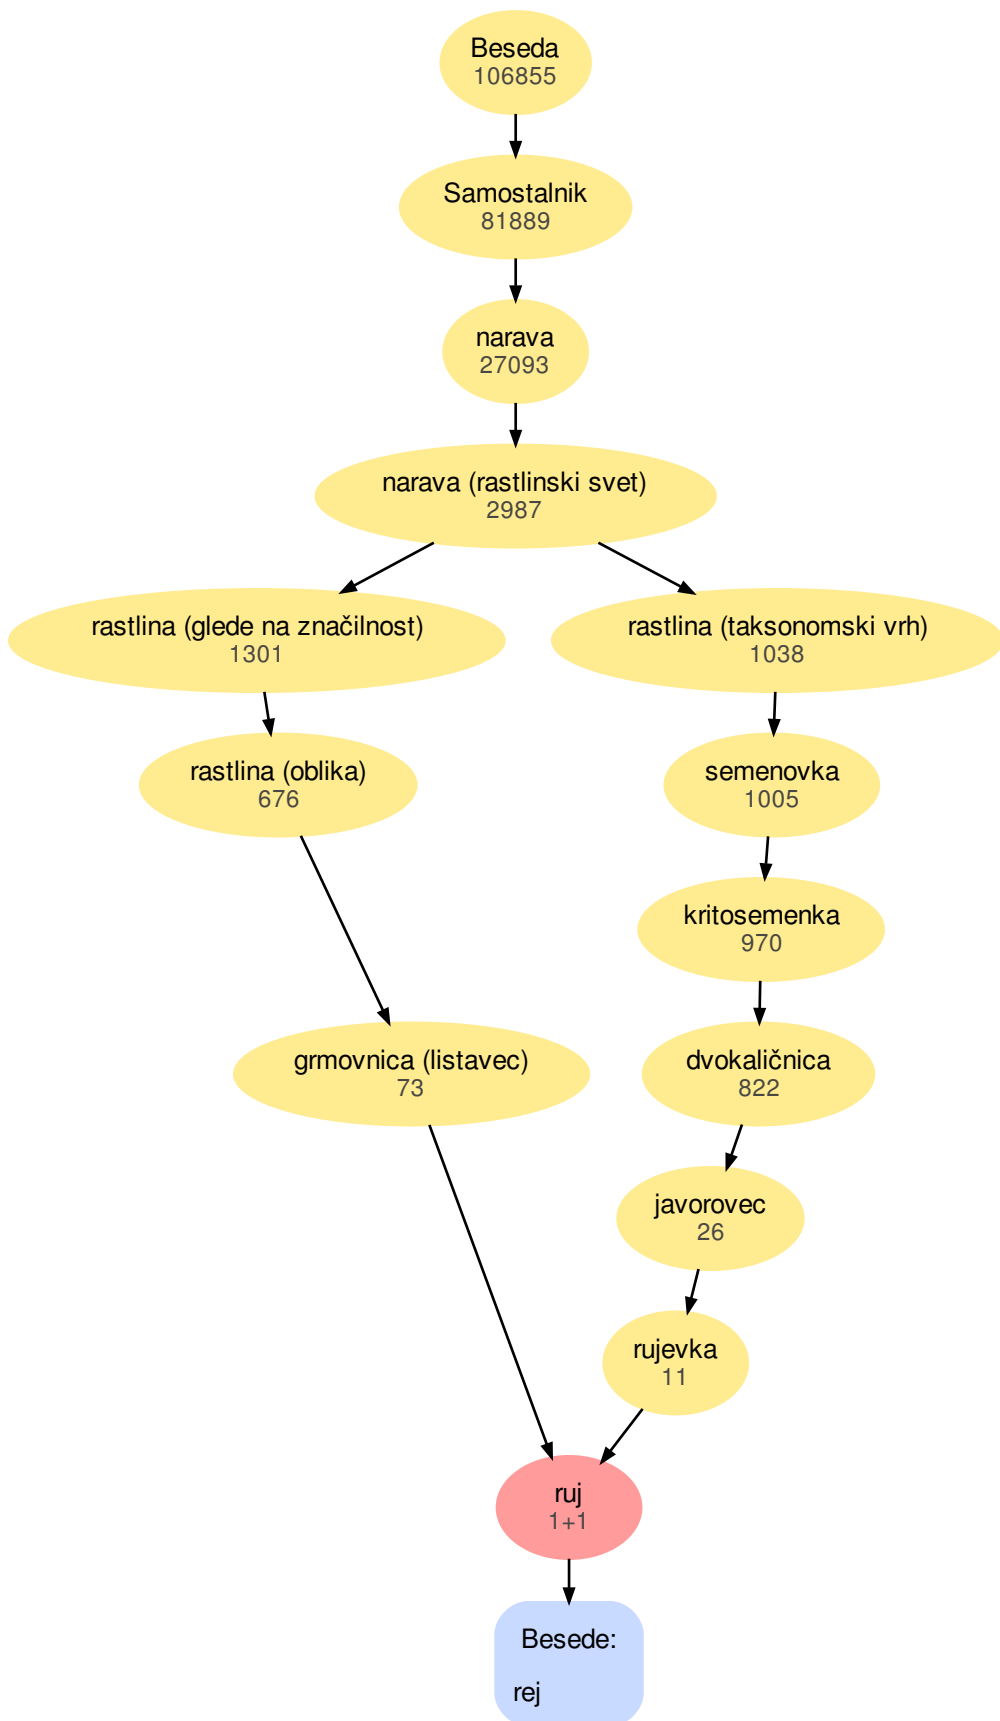 Beseda
106855
Samostalnik
81889
narava
27093
narava (rastlinski svet)
2987
rastlina (glede na značilnost)
1301
rastlina (taksonomski vrh)
1038
rastlina (oblika)
676
semenovka
1005
kritosemenka
970
grmovnica (listavec)
73
dvokaličnica
822
javorovec
26
rujevka
11
ruj
1+1
Besede:
rej